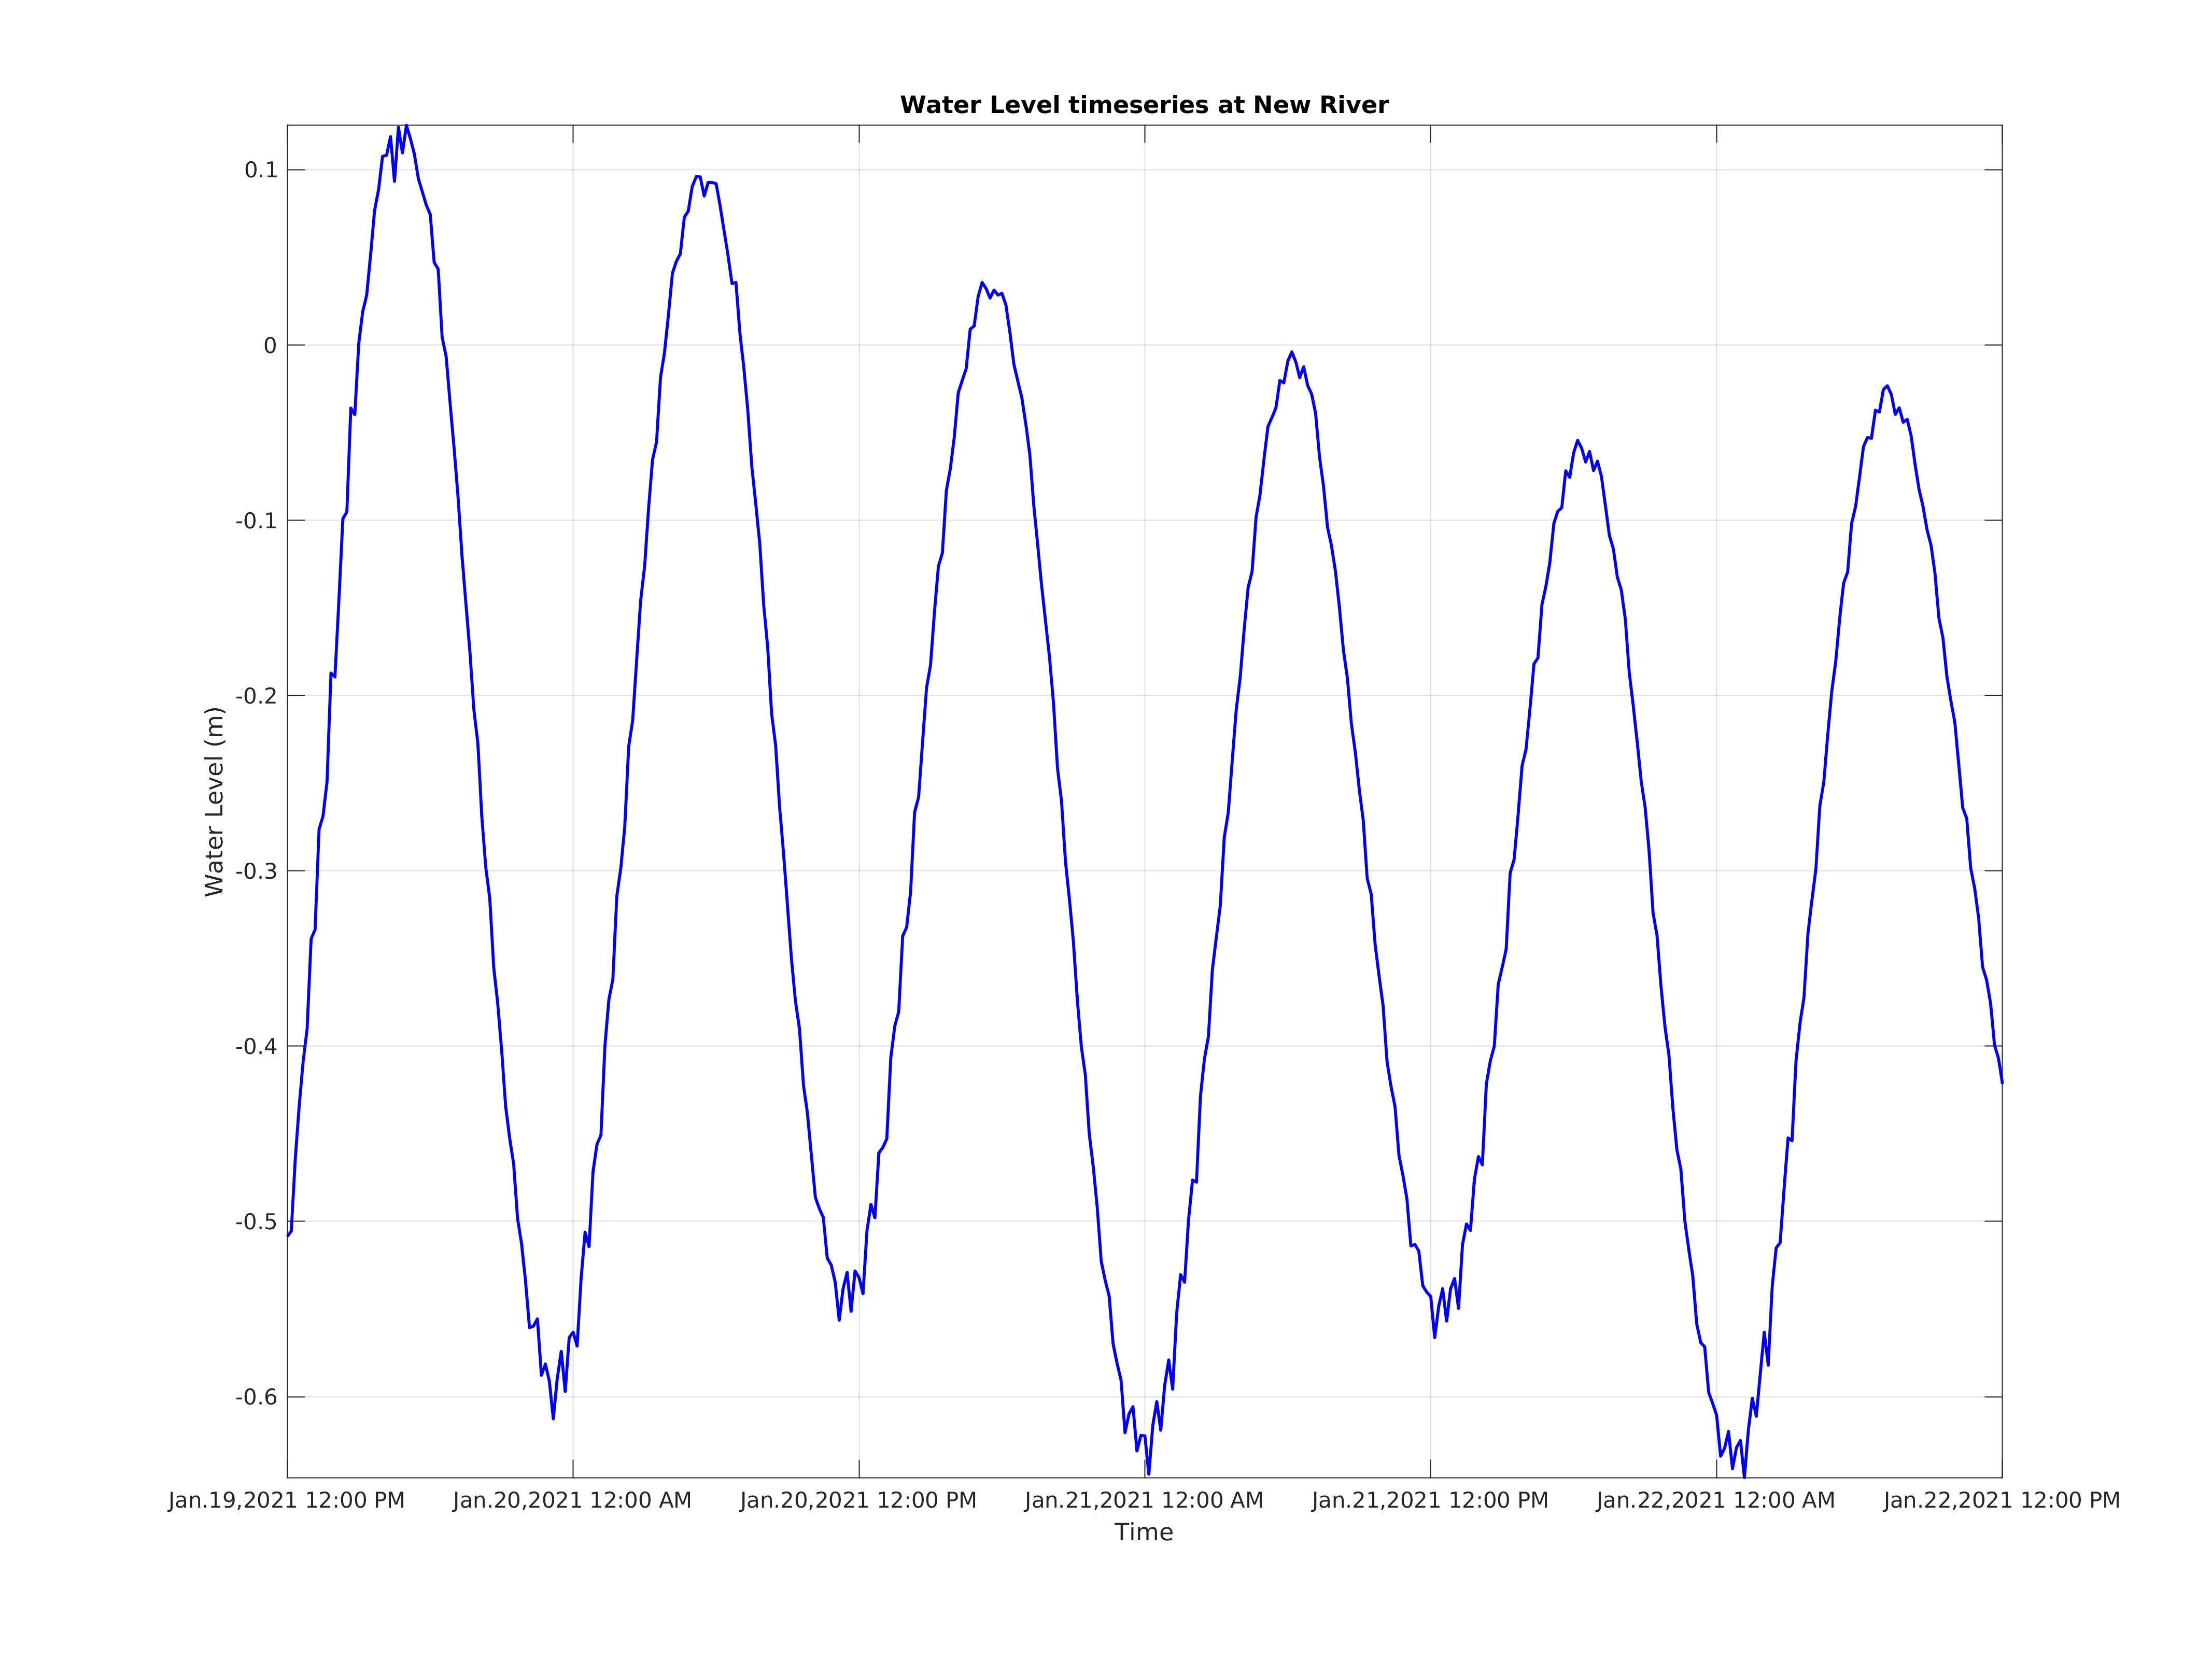 Water Level timeseries at New River
0.1
0
-0.1
-0.2
-0.3
-0.4
-0.5
-0.6
Water Level (m)
Jan.19,2021 12:00 PM Jan.20,2021 12:00 AM Jan.20,2021 12:00 PM Jan.21,2021 12:00 AM Jan.21,2021 12:00 PM Jan.22,2021 12:00 AM Jan.22,2021 12:00 PM
Time